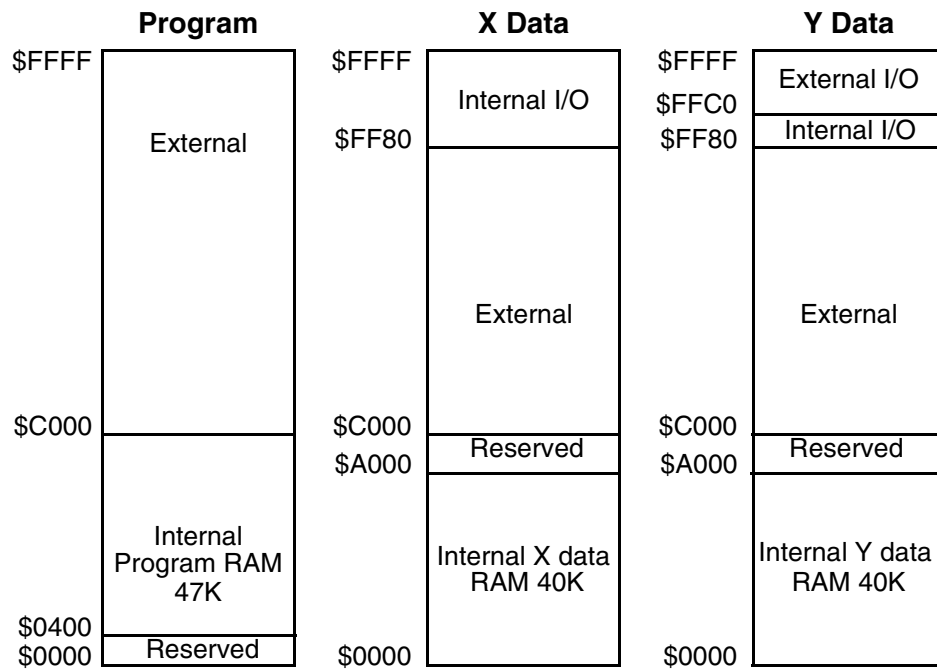 Program
$FFFF
External
$C000
Internal
Program RAM
47K
$0400
$0000
Reserved
X Data
$FFFF
Internal I/O
$FF80
External
$C000
Reserved
$A000
Internal X data
RAM 40K
$0000
Y Data
$FFFF
External I/O
$FFC0
Internal I/O
$FF80
External
$C000
Reserved
$A000
Internal Y data
RAM 40K
$0000